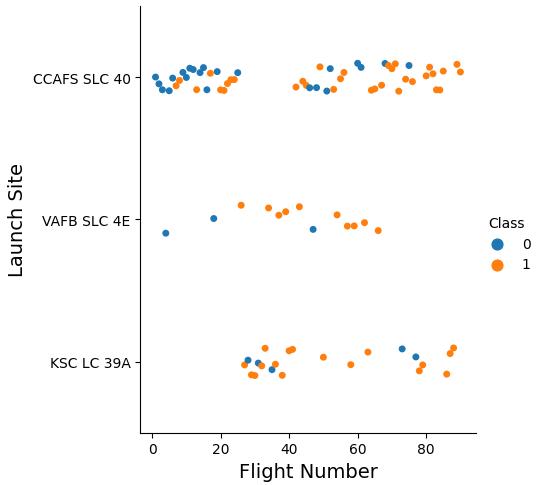 CCAFS SLC 40
VAFB SLC 4E
KSC LC 39A
Launch Site
0 20 40 60 80
Flight Number
Class
0
1